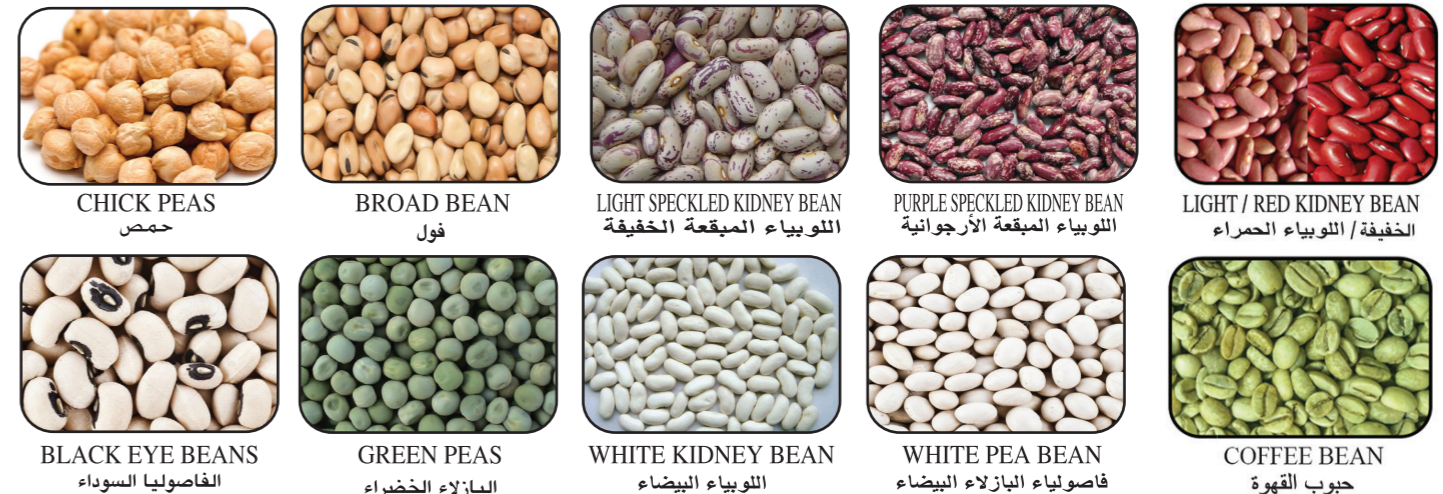 CHICK PEAS
حمص
BROAD BEAN
فول
LIGHT SPECKLED KIDNEY BEAN
اللوبياء المبقعة الخفيفة
PURPLE SPECKLED KIDNEY BEAN
اللوبياء المبقعة الأرجوانية
LIGHT / RED KIDNEY BEAN
الخفيفة / اللوبياء الحمراء
BLACK EYE BEANS
الفاصوليا السوداء
GREEN PEAS
البازلاء الخضراء
WHITE KIDNEY BEAN
اللوبياء البيضاء
WHITE PEA BEAN
فاصولياء البازلاء البيضاء
COFFEE BEAN
حبوب القهوة